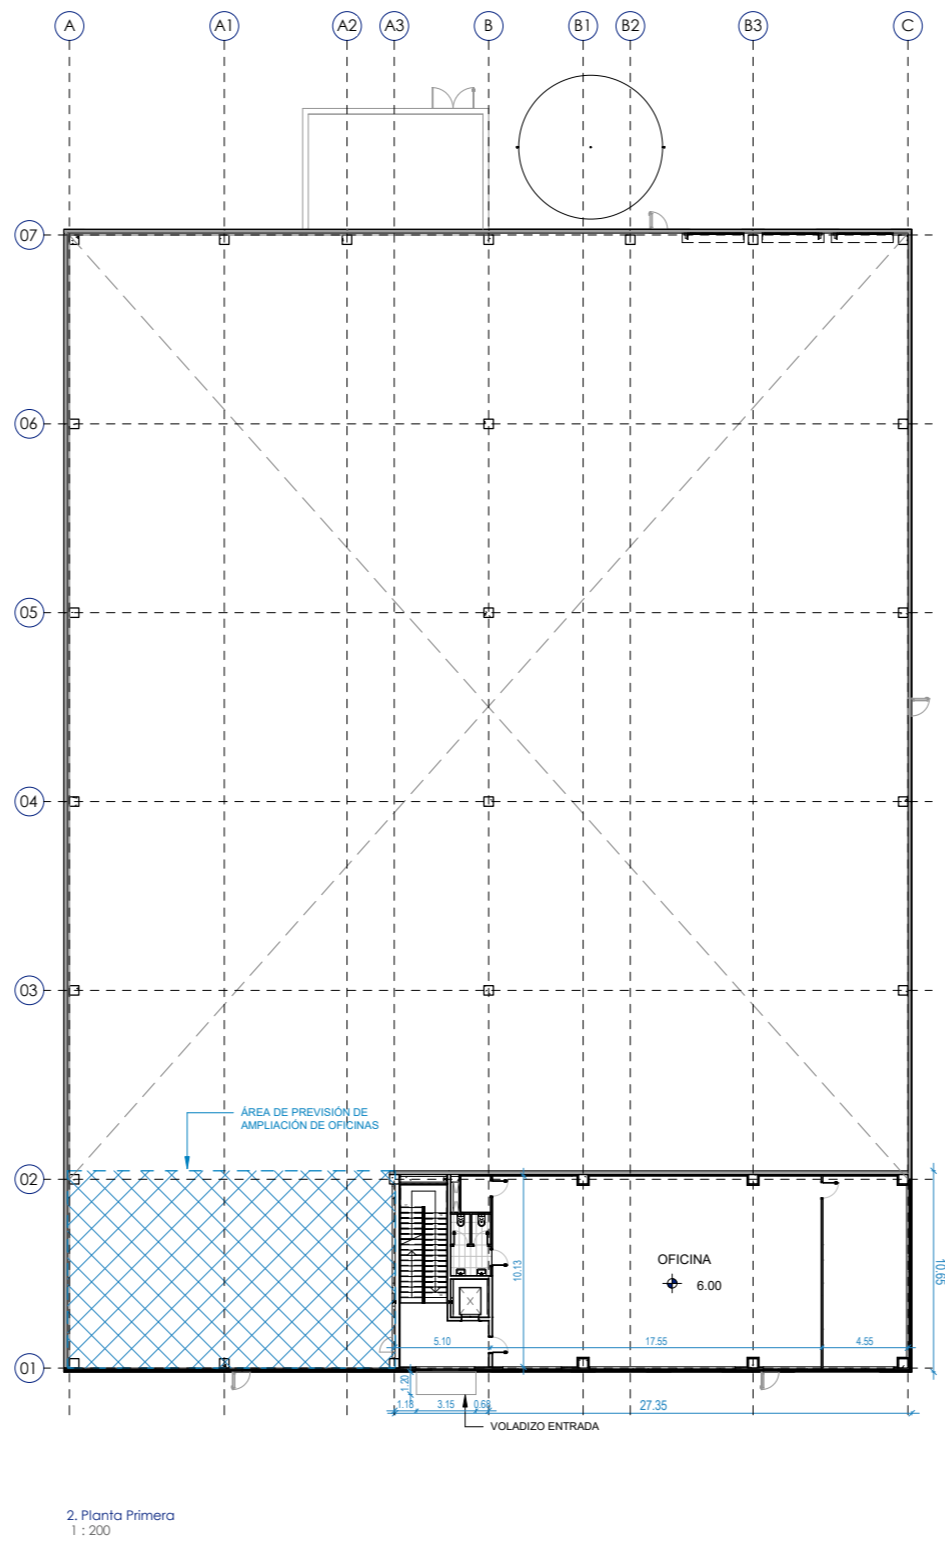 A A1 A2 A3 B B1 B2 B3 C
07
06
05
04
03
ÁREA DE PREVISIÓN DE
AMPLIACIÓN DE OFICINAS
02
OFICINA
6.00
10.13
10.65
5.10 17.55 4.55
01
1.20
1.18 3.15 0.68 27.35
VOLADIZO ENTRADA
2. Planta Primera
1 : 200